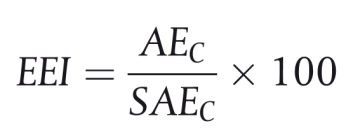 EEI = AE_C / SAE_C × 100